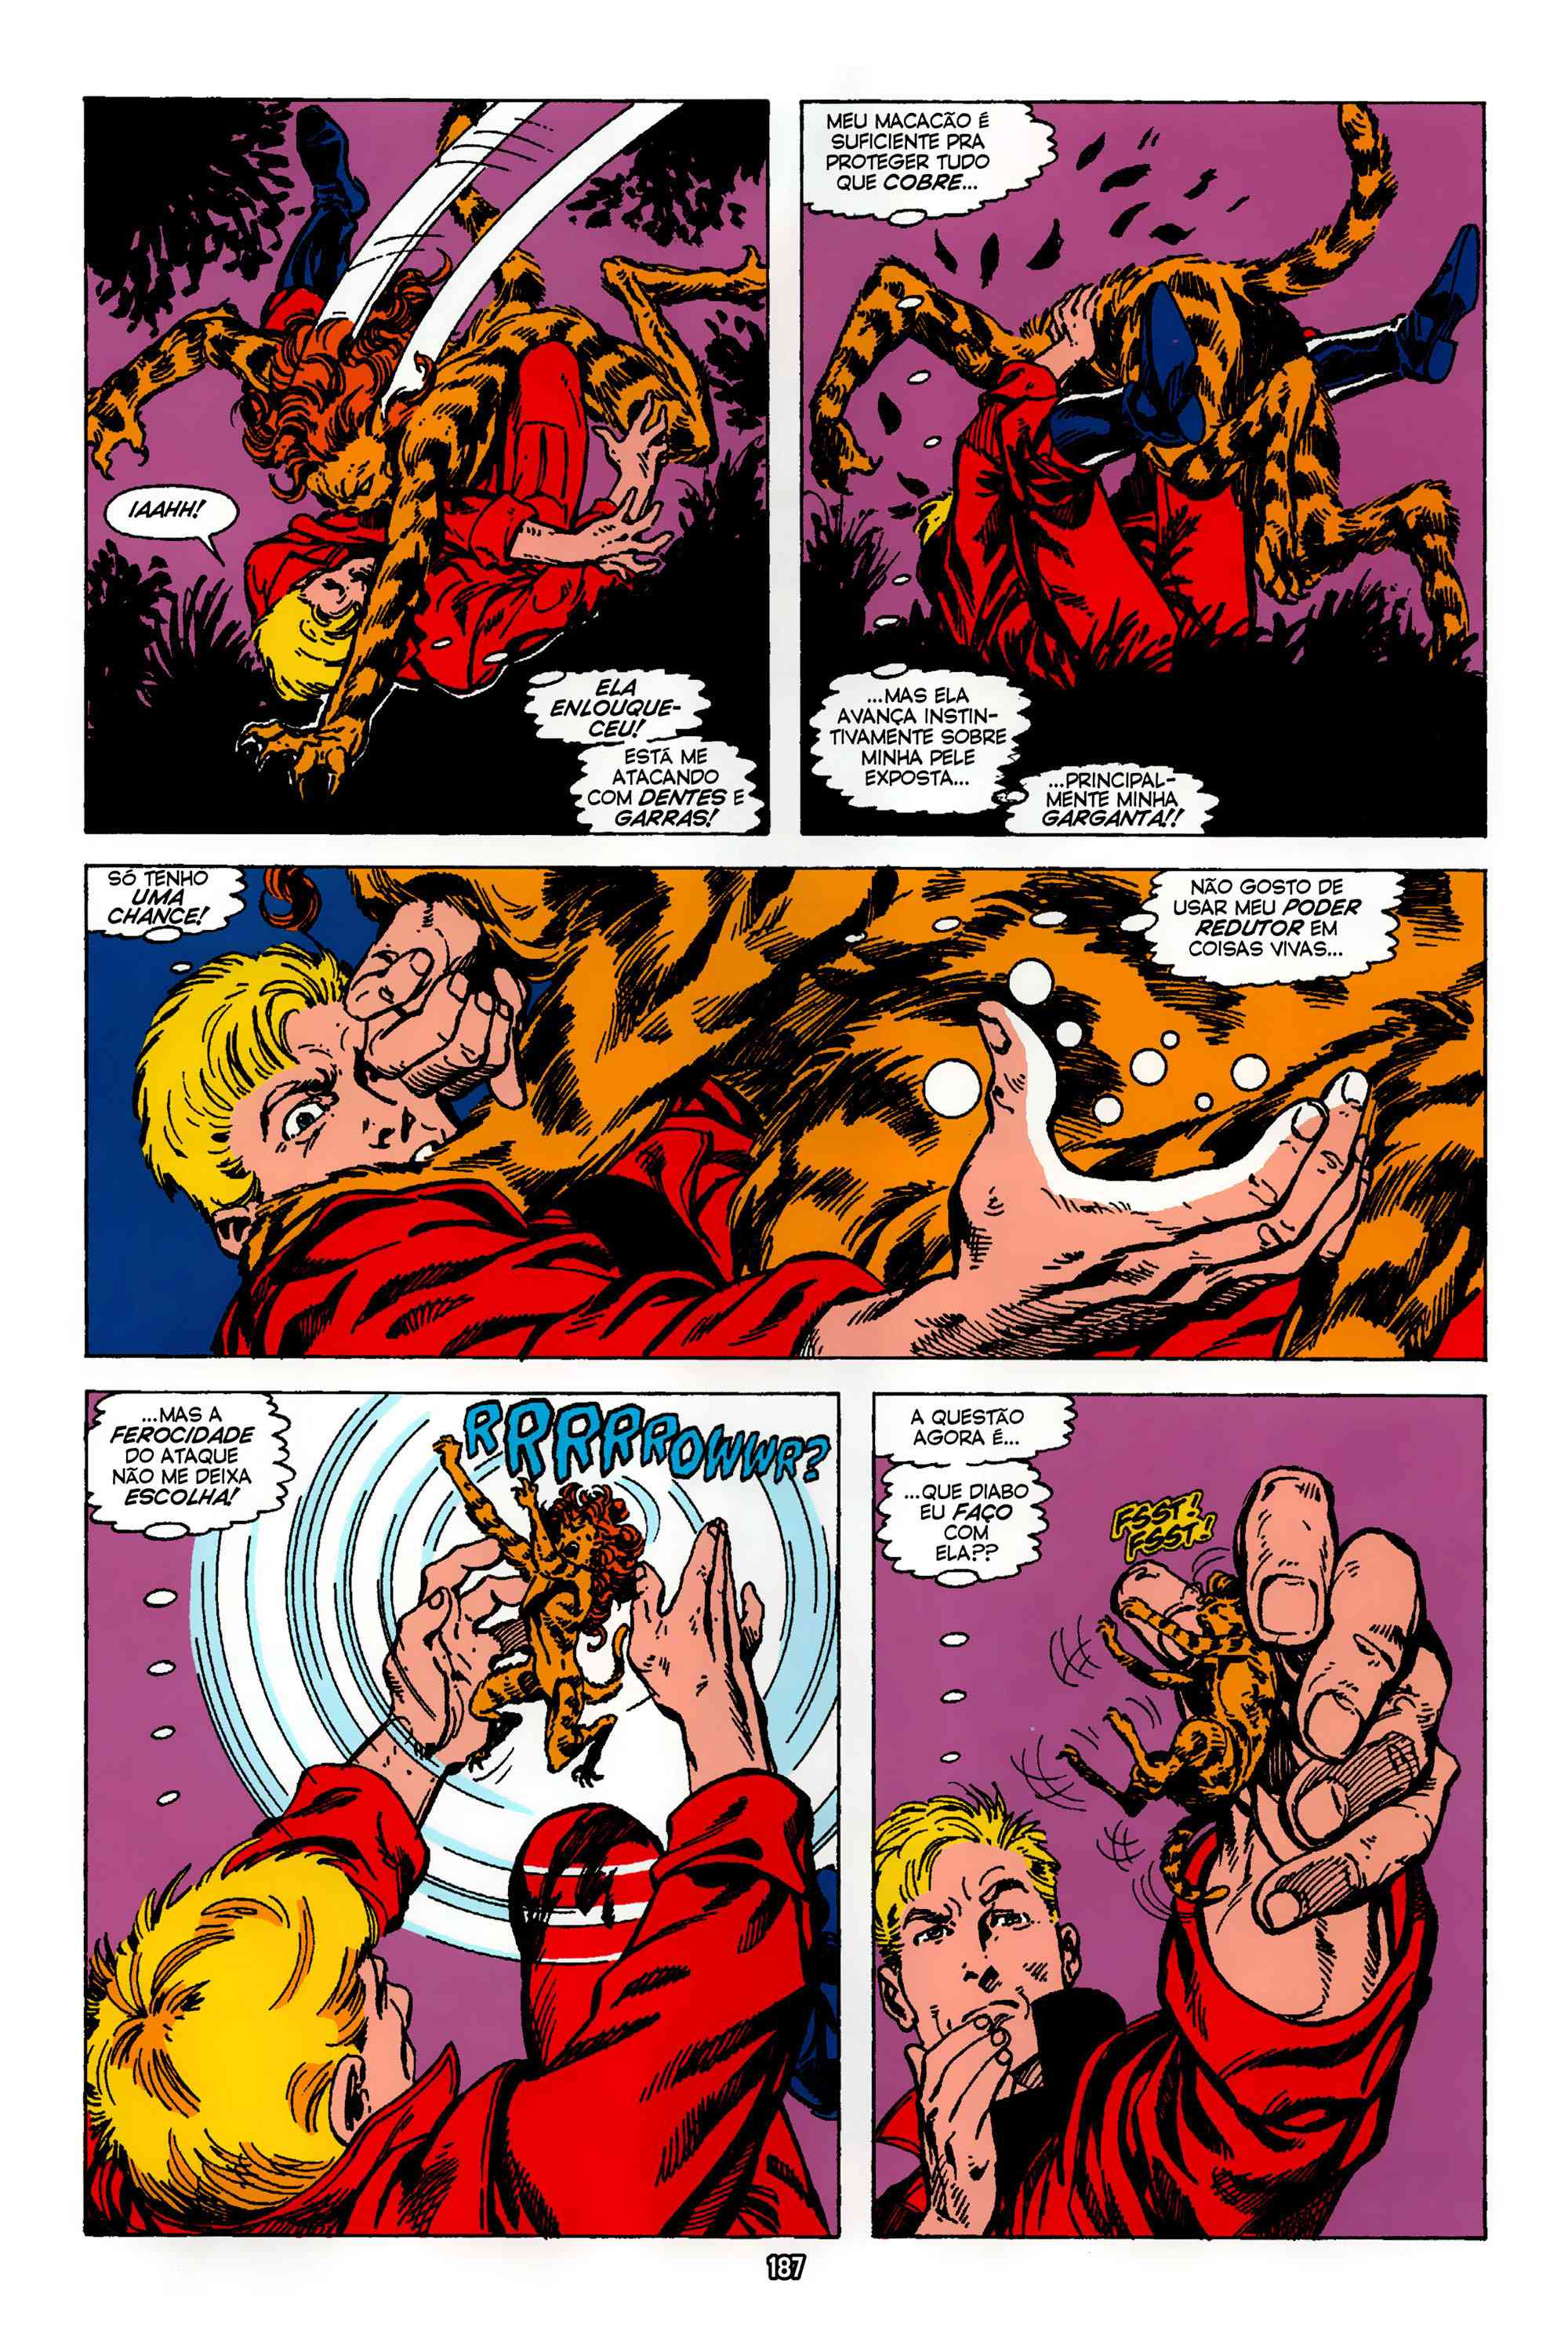 IAAHH!
ELA
ENLOUQUE-
CEU!
ESTÁ ME
ATACANDO
COM DENTES E
GARRAS!
MEU MACACÃO É
SUFICIENTE PRA
PROTEGER TUDO
QUE COBRE...
...MAS ELA
AVANÇA INSTIN-
TIVAMENTE SOBRE
MINHA PELE
EXPOSTA...
...PRINCIPAL-
MENTE MINHA
GARGANTA!!
SÓ TENHO
UMA
CHANCE!
NÃO GOSTO DE
USAR MEU PODER
REDUTOR EM
COISAS VIVAS...
...MAS A
FEROCIDADE
DO ATAQUE
NÃO ME DEIXA
ESCOLHA!
RRRRROWWR?
A QUESTÃO
AGORA É...
...QUE DIABO
EU FAÇO
COM
ELA??
FSST!
FSST!
187